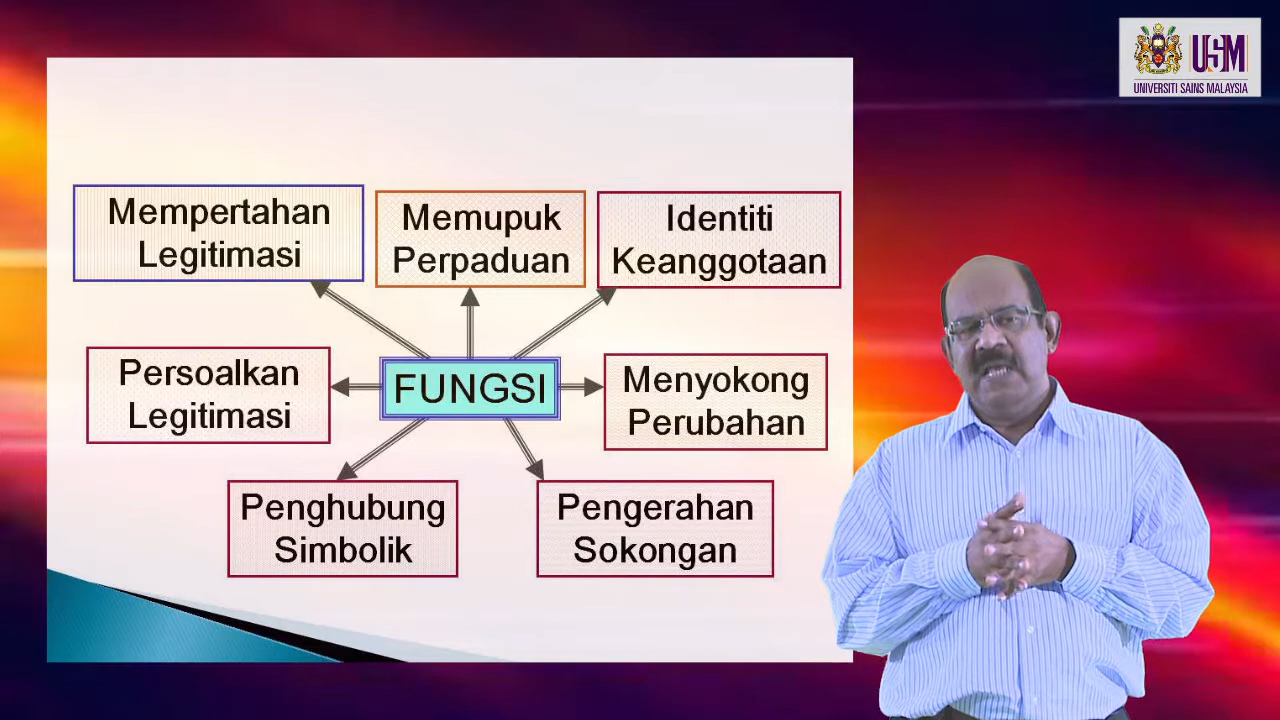 USM
UNIVERSITI SAINS MALAYSIA
Mempertahan
Legitimasi
Memupuk
Perpaduan
Identiti
Keanggotaan
Persoalkan
Legitimasi
FUNGSI
Menyokong
Perubahan
Penghubung
Simbolik
Pengerahan
Sokongan